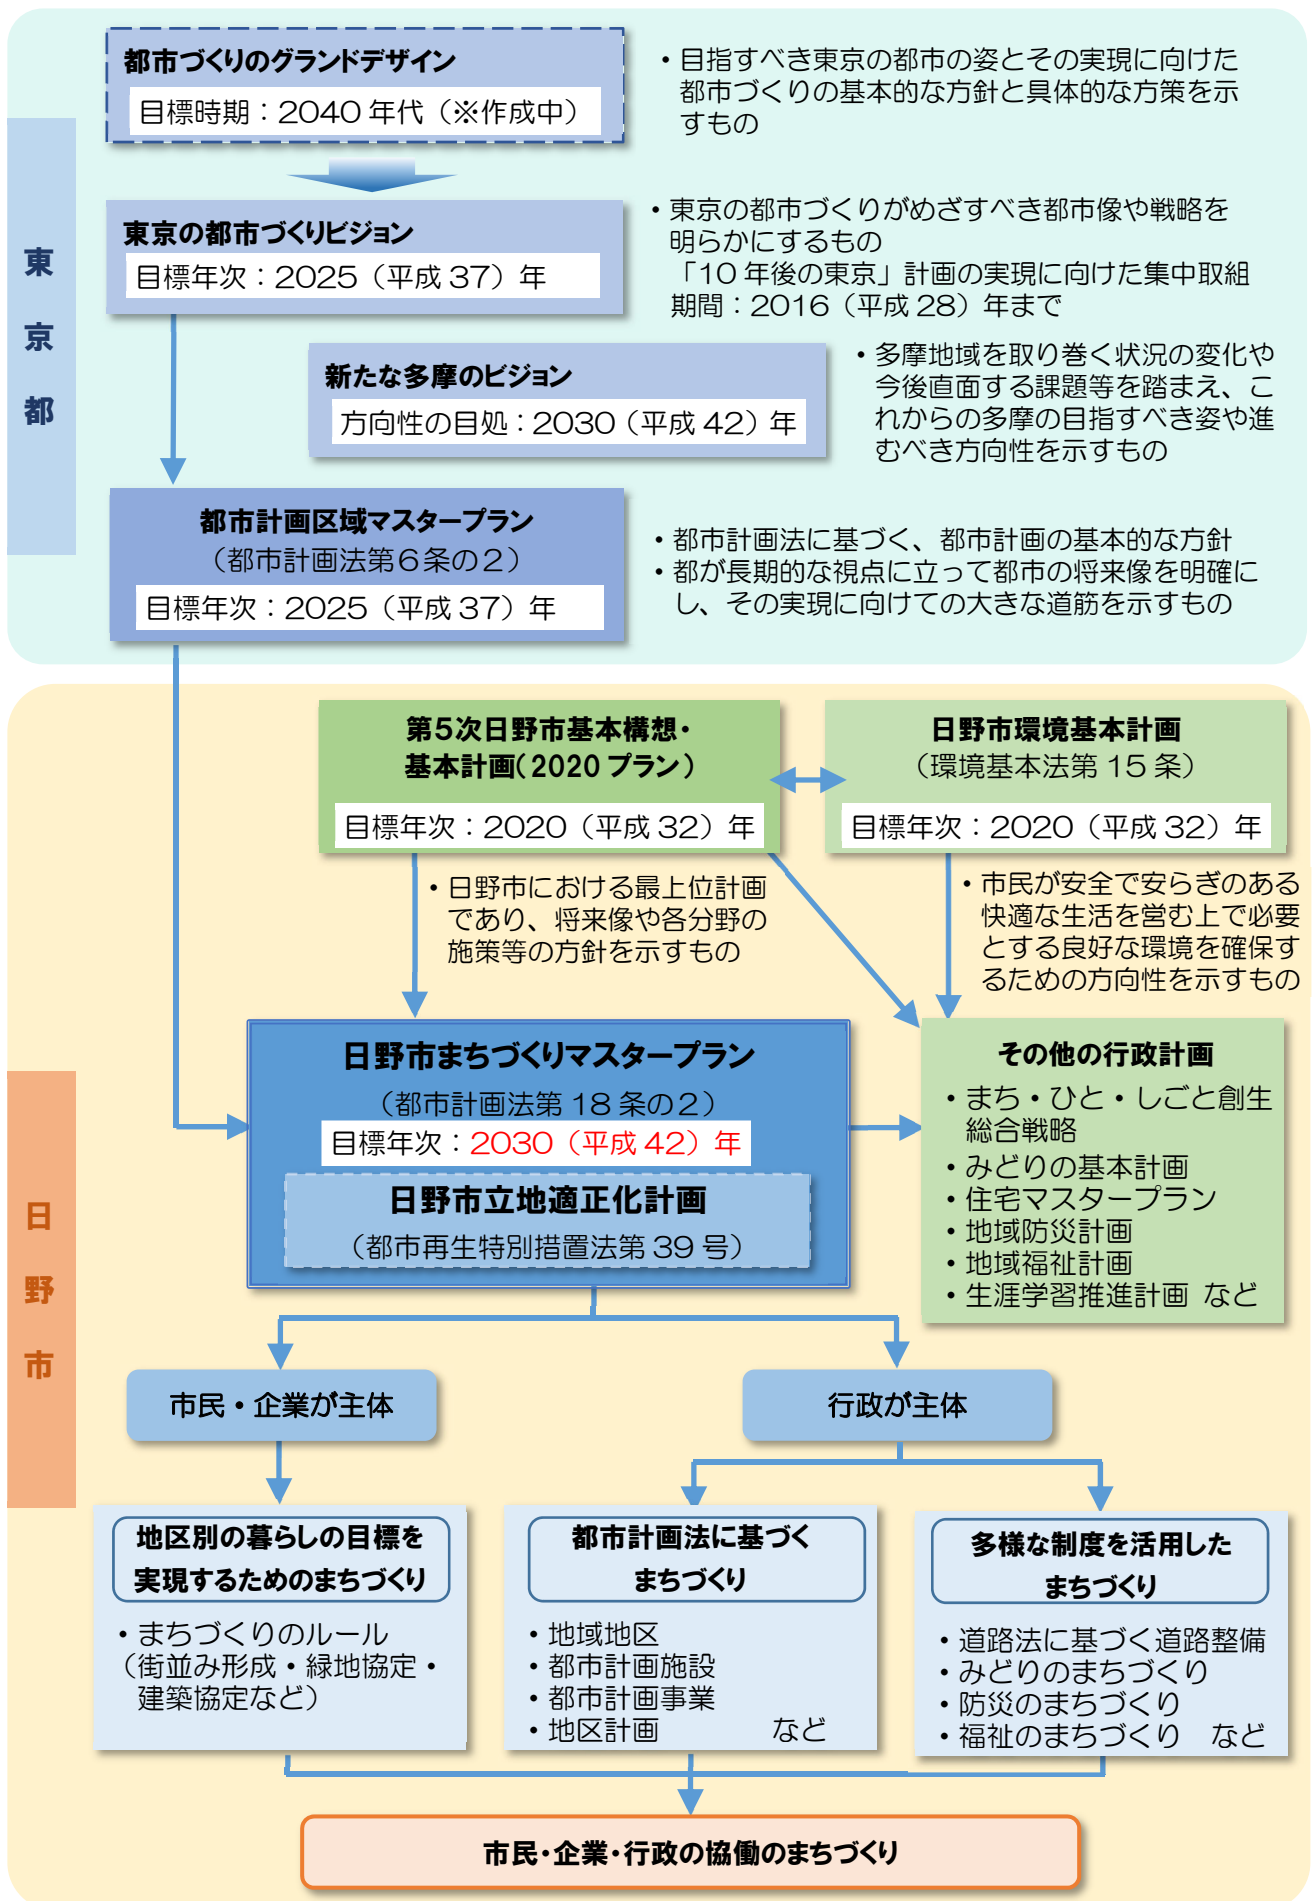 東京都
都市づくりのグランドデザイン
目標時期：2040 年代（※作成中）
・目指すべき東京の都市の姿とその実現に向けた
都市づくりの基本的な方針と具体的な方策を示
すもの
東京の都市づくりビジョン
目標年次：2025（平成 37）年
・東京の都市づくりがめざすべき都市像や戦略を
明らかにするもの
「10 年後の東京」計画の実現に向けた集中取組
期間：2016（平成 28）年まで
新たな多摩のビジョン
方向性の目処：2030（平成 42）年
・多摩地域を取り巻く状況の変化や
今後直面する課題等を踏まえ、こ
れからの多摩の目指すべき姿や進
むべき方向性を示すもの
都市計画区域マスタープラン
（都市計画法第６条の２）
目標年次：2025（平成 37）年
・都市計画法に基づく、都市計画の基本的な方針
・都が長期的な視点に立って都市の将来像を明確に
し、その実現に向けての大きな道筋を示すもの
日野市
第５次日野市基本構想・
基本計画（2020 プラン）
目標年次：2020（平成 32）年
日野市環境基本計画
（環境基本法第 15 条）
目標年次：2020（平成 32）年
・日野市における最上位計画
であり、将来像や各分野の
施策等の方針を示すもの
・市民が安全で安らぎのある
快適な生活を営む上で必要
とする良好な環境を確保す
るための方向性を示すもの
日野市まちづくりマスタープラン
（都市計画法第 18 条の２）
目標年次：2030（平成 42）年
日野市立地適正化計画
（都市再生特別措置法第 39 号）
その他の行政計画
・まち・ひと・しごと創生
総合戦略
・みどりの基本計画
・住宅マスタープラン
・地域防災計画
・地域福祉計画
・生涯学習推進計画 など
市民・企業が主体
行政が主体
地区別の暮らしの目標を
実現するためのまちづくり
・まちづくりのルール
（街並み形成・緑地協定・
建築協定など）
都市計画法に基づく
まちづくり
・地域地区
・都市計画施設
・都市計画事業
・地区計画 など
多様な制度を活用した
まちづくり
・道路法に基づく道路整備
・みどりのまちづくり
・防災のまちづくり
・福祉のまちづくり など
市民・企業・行政の協働のまちづくり